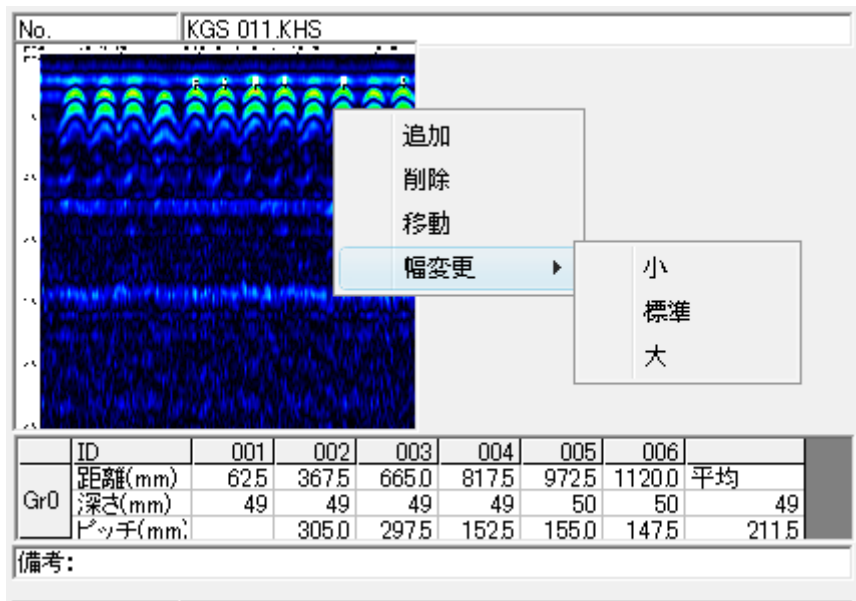 No. KGS 011.KHS
追加
削除
移動
幅変更
小
標準
大
ID 001 002 003 004 005 006
Gr0
距離(mm) 62.5 367.5 665.0 817.5 972.5 1120.0 平均
深さ(mm) 49 49 49 49 50 50 49
ピッチ(mm) 305.0 297.5 152.5 155.0 147.5 211.5
備考: